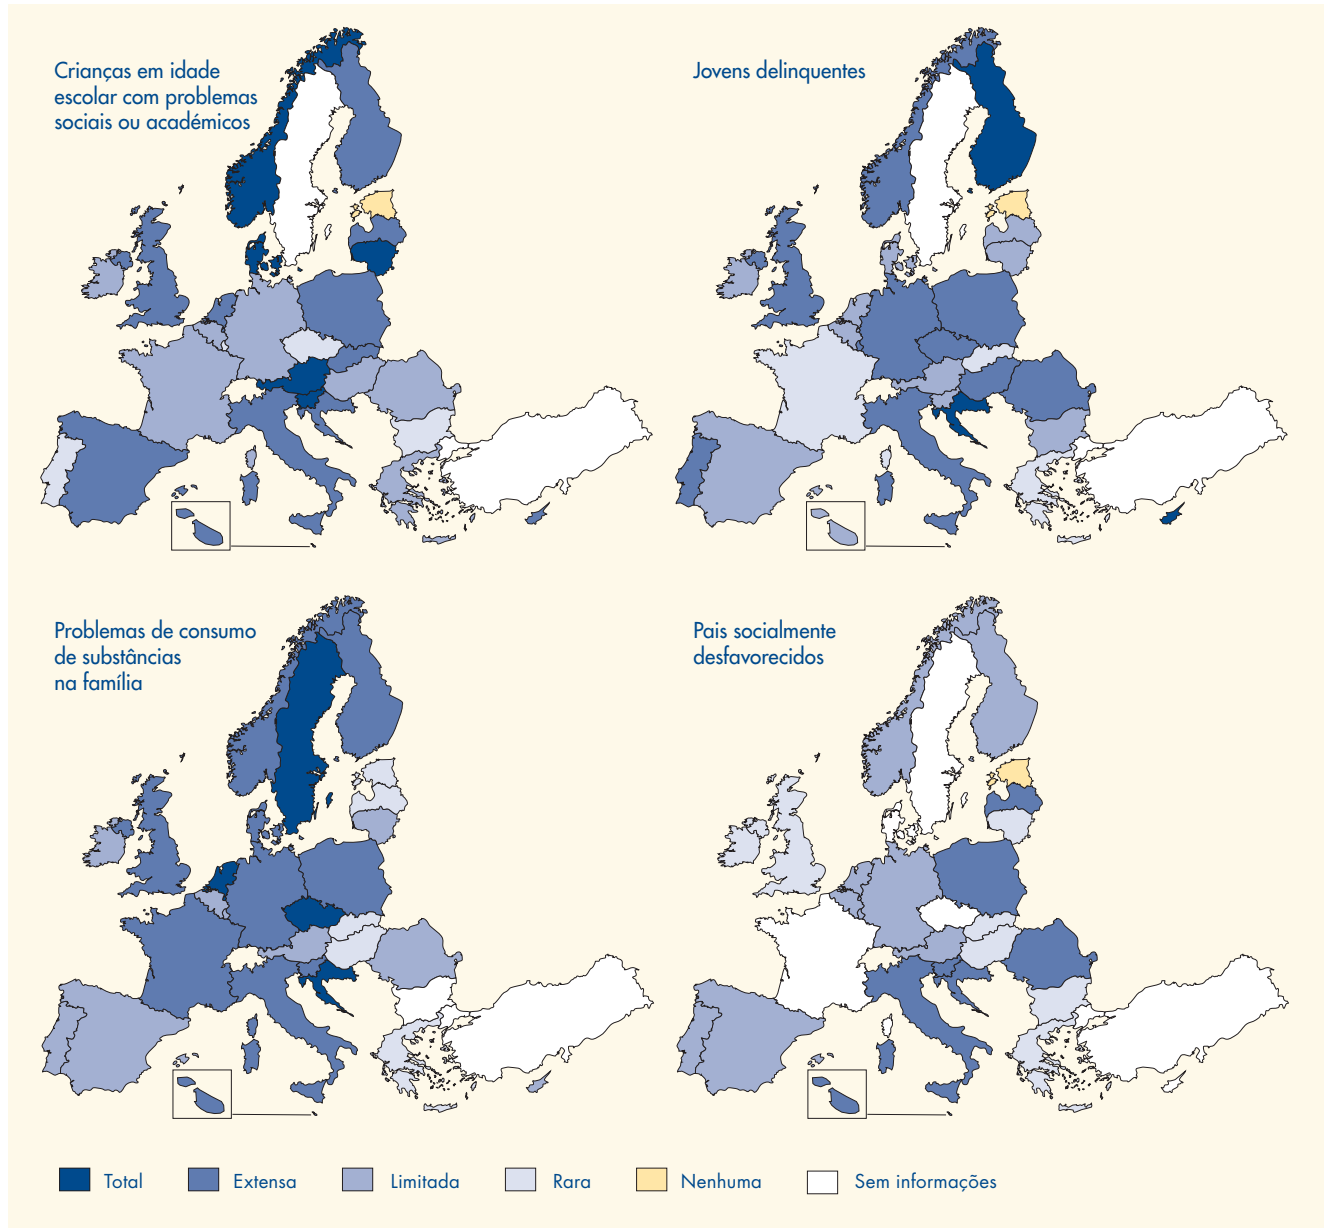 Crianças em idade
escolar com problemas
sociais ou académicos
Jovens delinquentes
Problemas de consumo
de substâncias
na família
Pais socialmente
desfavorecidos
Total
Extensa
Limitada
Rara
Nenhuma
Sem informações